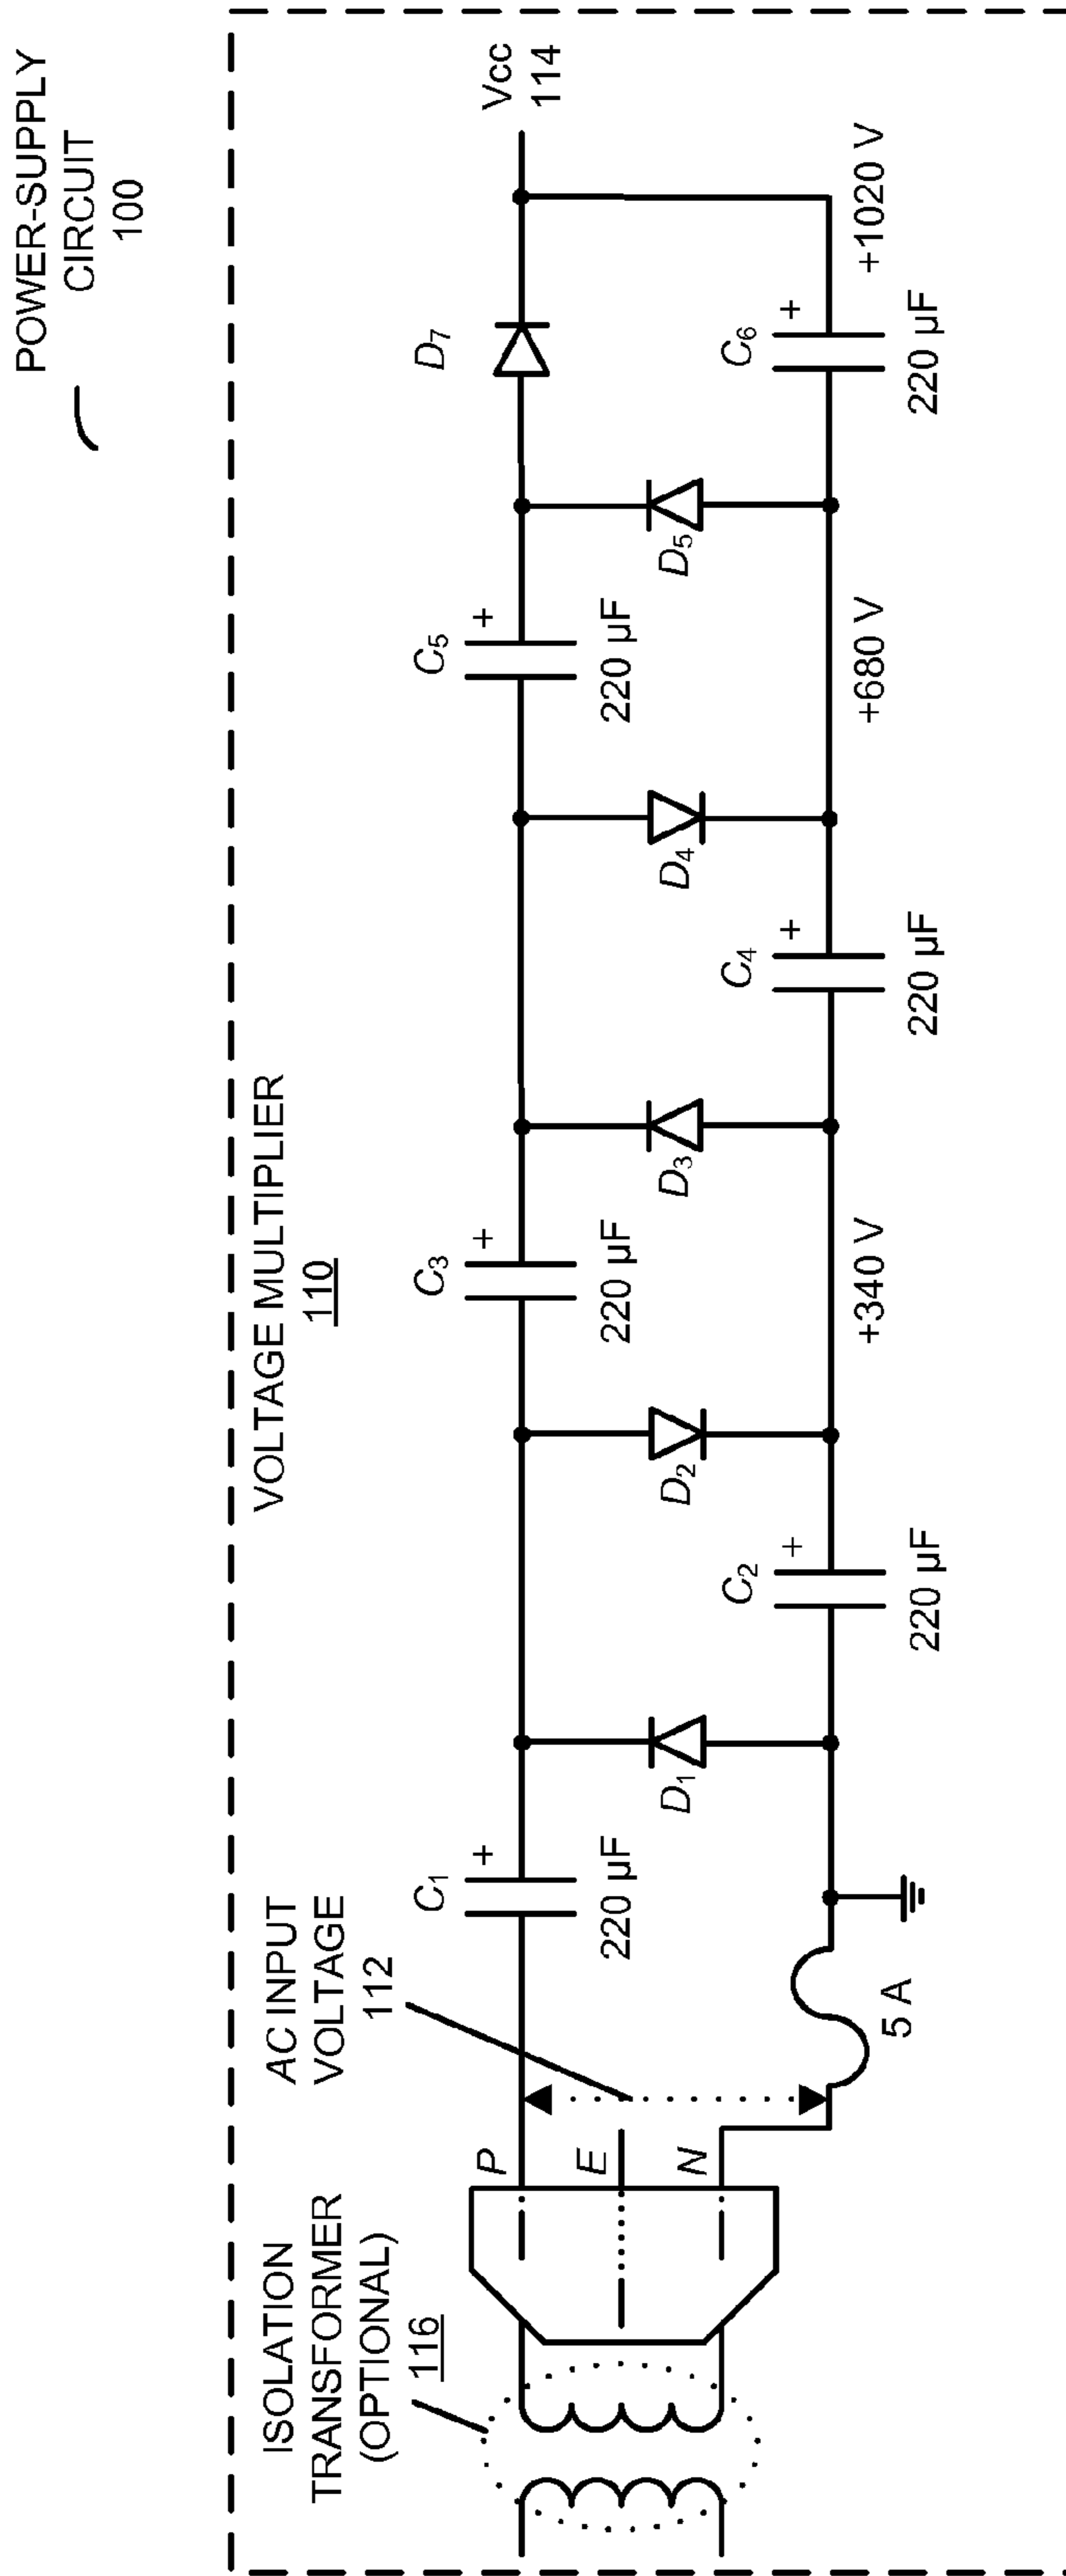 POWER-SUPPLY
CIRCUIT
100
VOLTAGE MULTIPLIER
110
ISOLATION
TRANSFORMER
(OPTIONAL)
116
AC INPUT
VOLTAGE
112
P
E
N
5 A
C1
+
220 µF
D1
C2
+
220 µF
D2
+340 V
C3
+
220 µF
D3
C4
+
220 µF
D4
+680 V
C5
+
220 µF
D5
C6
+
220 µF
D7
+1020 V
Vcc
114